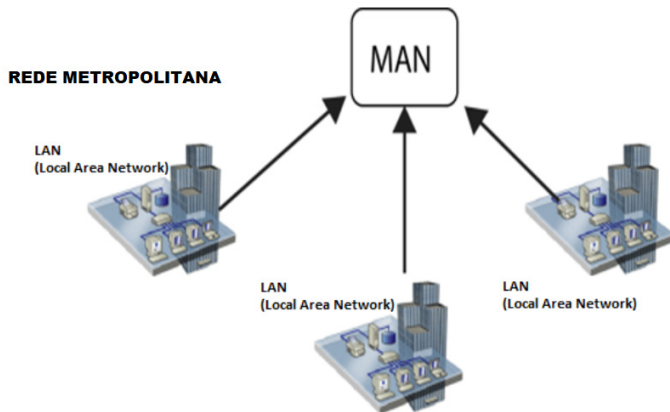 MAN
REDE METROPOLITANA
LAN
(Local Area Network)
LAN
(Local Area Network)
LAN
(Local Area Network)